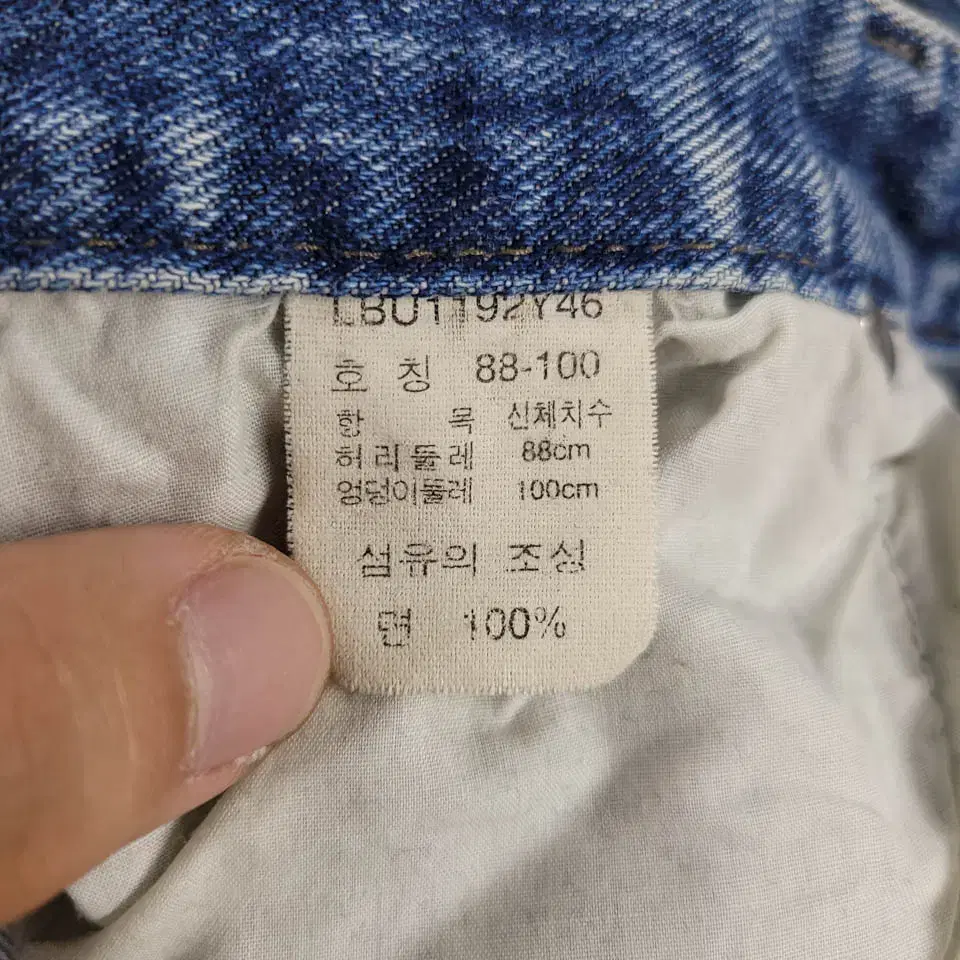 LBU1192Y46
호 칭 88-100
항 목 신체치수
허리둘레 88cm
엉덩이둘레 100cm
섬유의 조성
면 100%